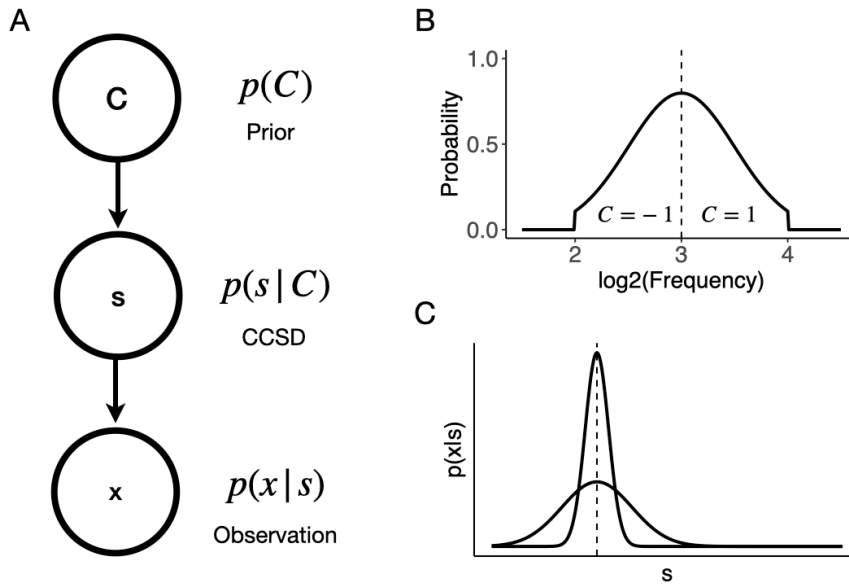 A
C
p(C)
Prior
s
p(s|C)
CCSD
x
p(x|s)
Observation
B
Probability
1.0
0.5
0.0
C = − 1
C = 1
2
3
4
log2(Frequency)
C
p(x|s)
s